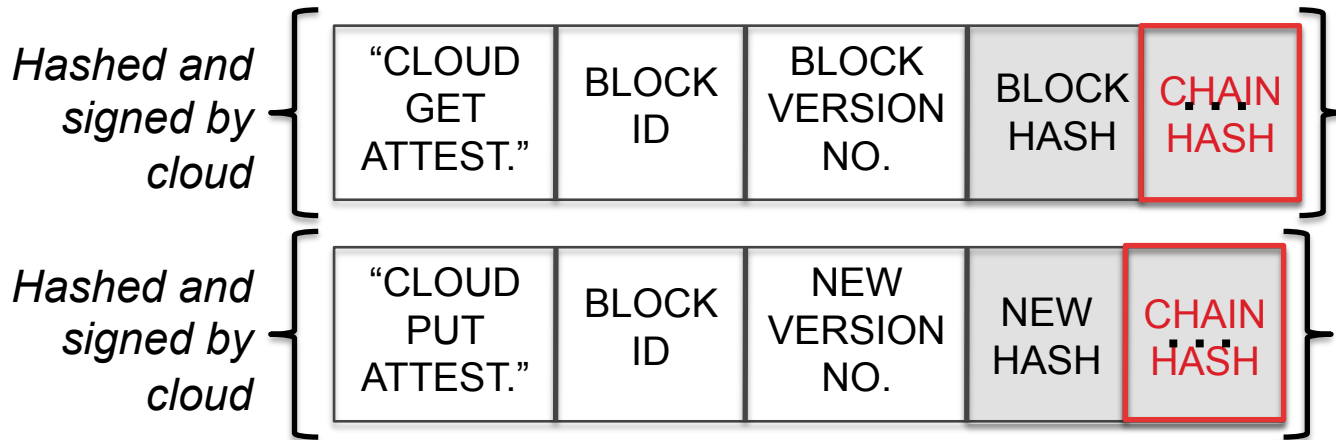 Hashed and
signed by
cloud
“CLOUD
GET
ATTEST.”
BLOCK
ID
BLOCK
VERSION
NO.
BLOCK
HASH
CHAIN
...
HASH
Hashed and
signed by
cloud
“CLOUD
PUT
ATTEST.”
BLOCK
ID
NEW
VERSION
NO.
NEW
HASH
CHAIN
...
HASH